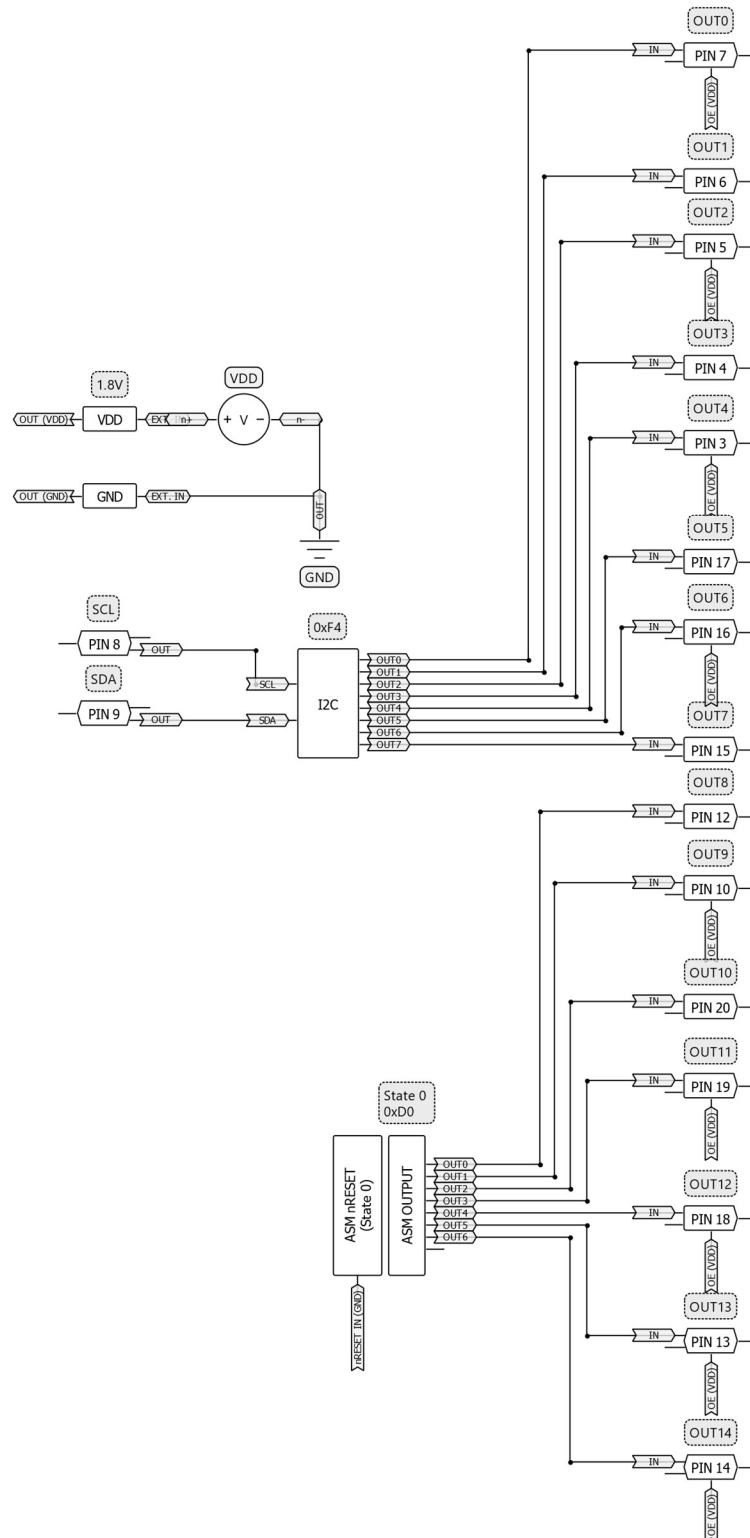 OUT0
IN
PIN 7
OE (VDD)
OUT1
IN
PIN 6
OUT2
IN
PIN 5
OE (VDD)
OUT3
IN
PIN 4
OUT4
IN
PIN 3
OE (VDD)
OUT5
IN
PIN 17
OUT6
IN
PIN 16
OE (VDD)
OUT7
IN
PIN 15
1.8V
VDD
OUT (VDD)
VDD
EXT.
n+
+ V −
n-
OUT (GND)
GND
EXT. IN
OUT
GND
SCL
PIN 8
OUT
SDA
PIN 9
OUT
0xF4
SCL
SDA
I2C
OUT0
OUT1
OUT2
OUT3
OUT4
OUT5
OUT6
OUT7
OUT8
IN
PIN 12
OUT9
IN
PIN 10
OE (VDD)
OUT10
IN
PIN 20
OUT11
IN
PIN 19
OE (VDD)
State 0
0xD0
ASM nRESET
(State 0)
ASM OUTPUT
OUT0
OUT1
OUT2
OUT3
OUT4
OUT5
OUT6
nRESET IN (GND)
OUT12
IN
PIN 18
OE (VDD)
OUT13
IN
PIN 13
OE (VDD)
OUT14
IN
PIN 14
OE (VDD)